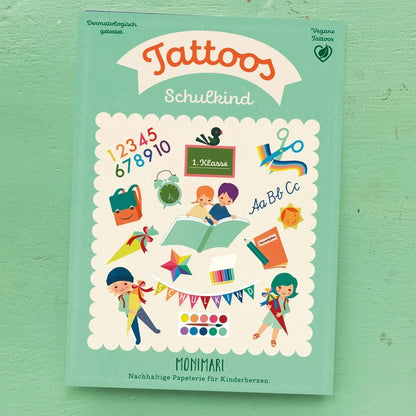 Dermatologisch
getestet
Vegane
Tattoos
Tattoos
Schulkind
12345
678910
1. Klasse
Aa Bb Cc
SCHULKIND
MONIMARI
Nachhaltige Papeterie für Kinderherzen.